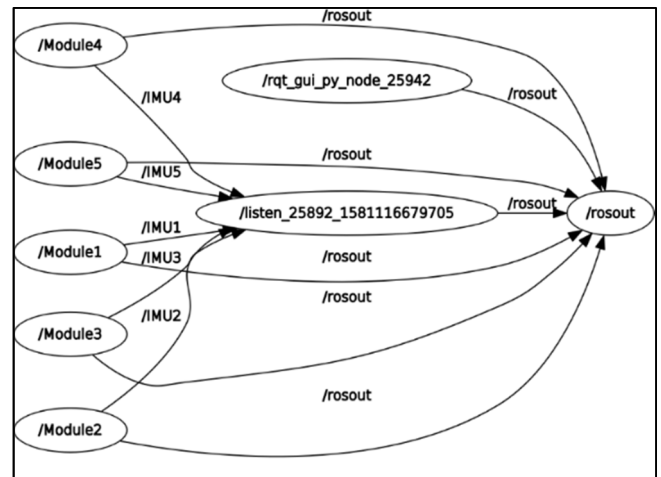 /rosout
/Module4
/rqt_gui_py_node_25942
/IMU4
/rosout
/rosout
/Module5
/IMU5
/rosout
/listen_25892_1581116679705
/rosout
/IMU1
/Module1
/IMU3
/rosout
/rosout
/IMU2
/Module3
/rosout
/Module2